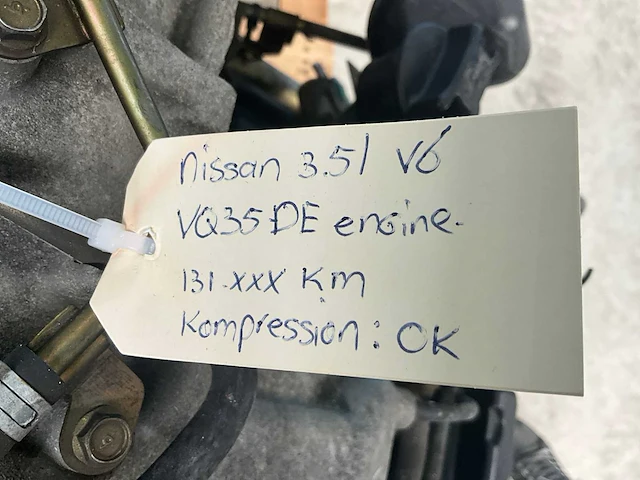 Nissan 3.5l V6
VQ35DE engine.
131.xxx Km
Kompression: OK